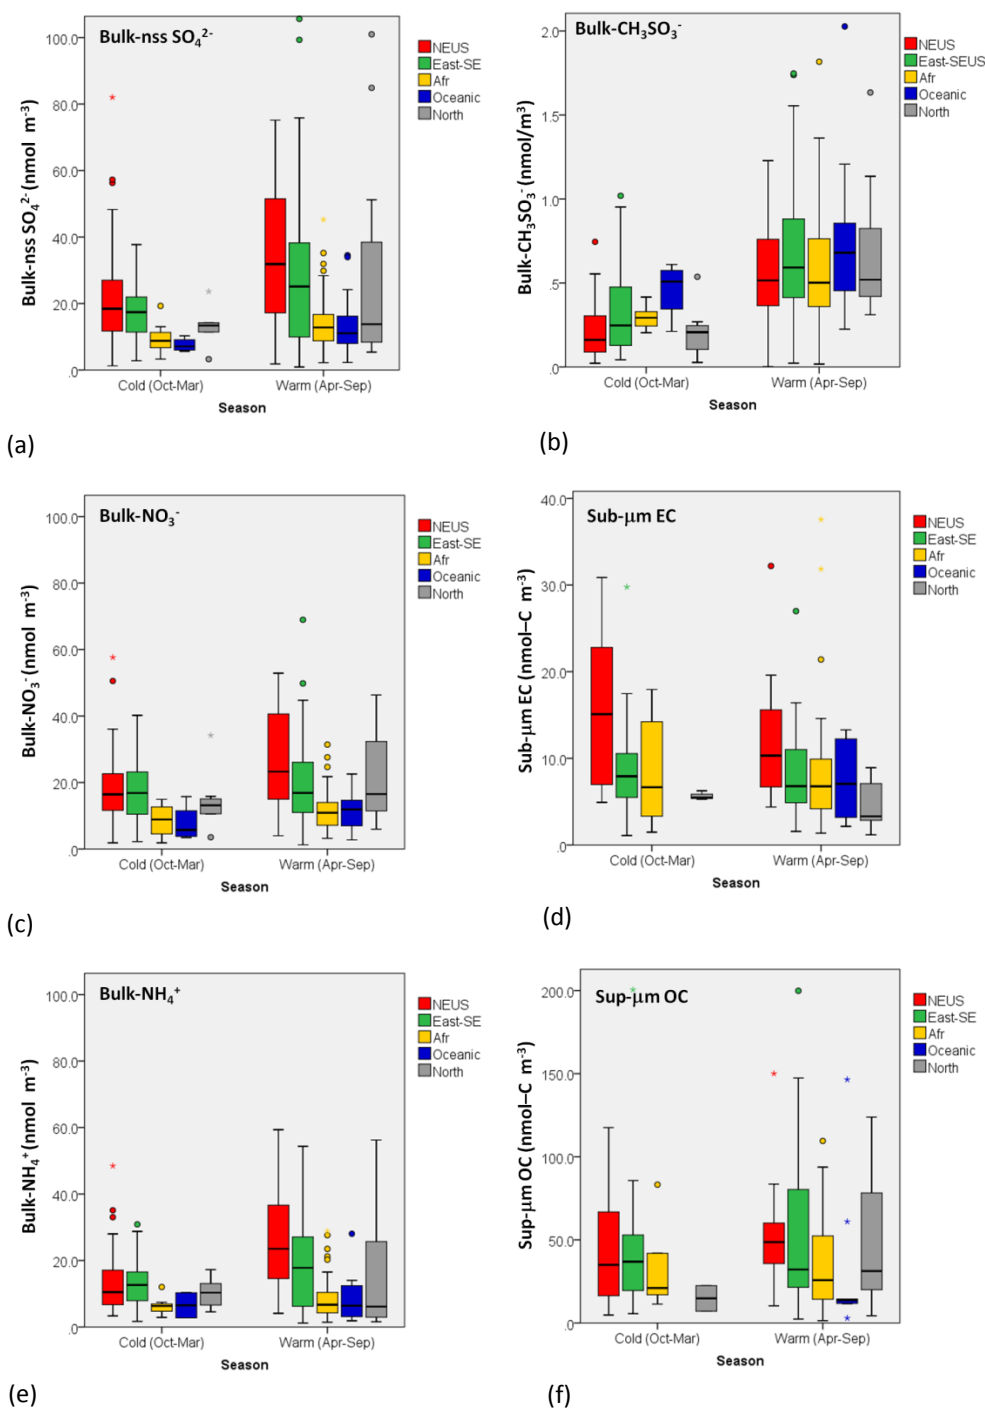 Bulk-nss SO₄²⁻
100.0
80.0
60.0
40.0
20.0
.0
Bulk-nss SO₄²⁻ (nmol m⁻³)
Cold (Oct-Mar)
Warm (Apr-Sep)
Season
NEUS
East-SE
Afr
Oceanic
North
(a)
Bulk-CH₃SO₃⁻
2.0
1.5
1.0
.5
.0
Bulk-CH₃SO₃⁻ (nmol/m³)
Cold (Oct-Mar)
Warm (Apr-Sep)
Season
NEUS
East-SEUS
Afr
Oceanic
North
(b)
Bulk-NO₃⁻
100.0
80.0
60.0
40.0
20.0
.0
Bulk-NO₃⁻ (nmol m⁻³)
Cold (Oct-Mar)
Warm (Apr-Sep)
Season
NEUS
East-SE
Afr
Oceanic
North
(c)
Sub-μm EC
40.0
30.0
20.0
10.0
.0
Sub-μm EC (nmol–C m⁻³)
Cold (Oct-Mar)
Warm (Apr-Sep)
Season
NEUS
East-SE
Afr
Oceanic
North
(d)
Bulk-NH₄⁺
100.0
80.0
60.0
40.0
20.0
.0
Bulk-NH₄⁺ (nmol m⁻³)
Cold (Oct-Mar)
Warm (Apr-Sep)
Season
NEUS
East-SE
Afr
Oceanic
North
(e)
Sup-μm OC
200.0
150.0
100.0
50.0
.0
Sup-μm OC (nmol–C m⁻³)
Cold (Oct-Mar)
Warm (Apr-Sep)
Season
NEUS
East-SE
Afr
Oceanic
North
(f)